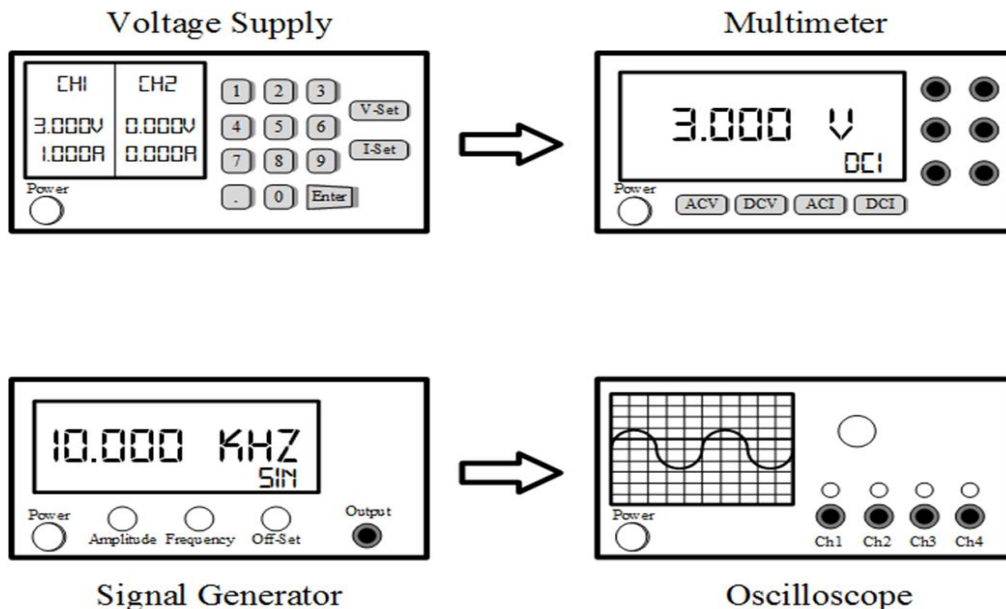 Voltage Supply
CH1 CH2
3.000V 0.000V
1.000A 0.000A
1 2 3
4 5 6
7 8 9
. 0 Enter
V-Set
I-Set
Power
Multimeter
3.000 V
DCI
Power
ACV DCV ACI DCI
10.000 KHZ
SIN
Power
Amplitude Frequency Off-Set
Output
Signal Generator
Power
Ch1 Ch2 Ch3 Ch4
Oscilloscope